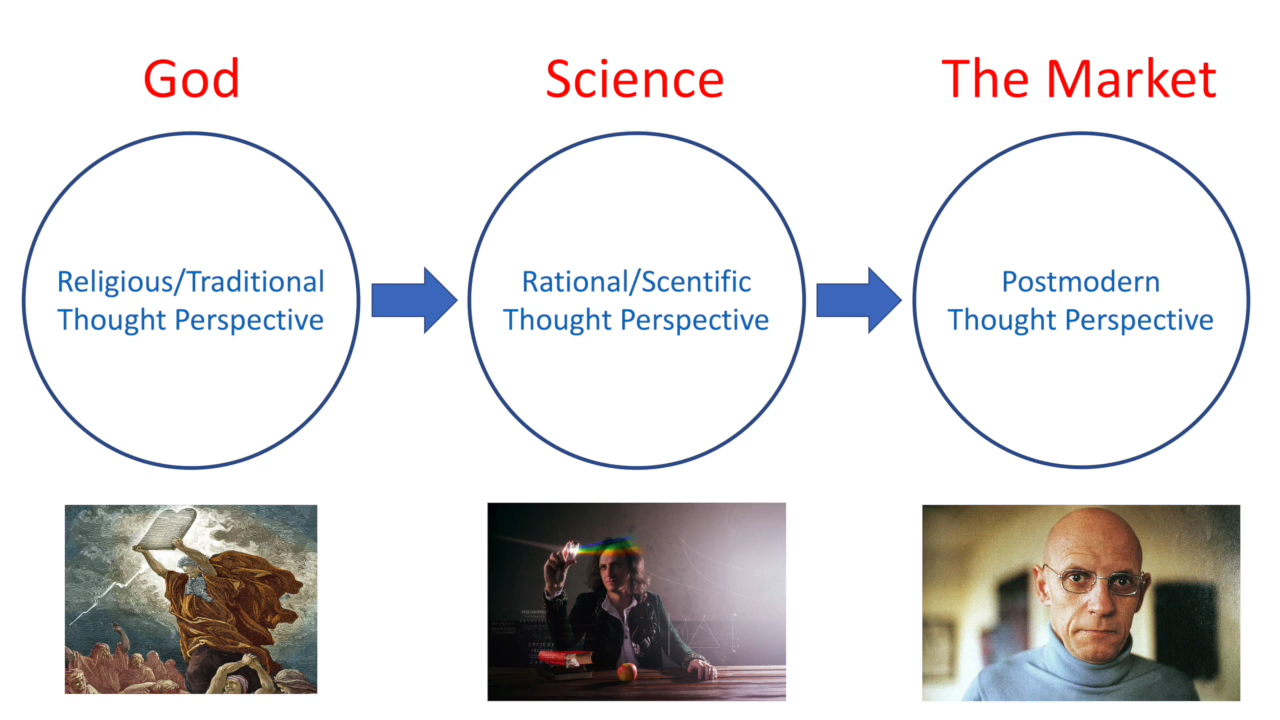 God
Science
The Market
Religious/Traditional
Thought Perspective
Rational/Scentific
Thought Perspective
Postmodern
Thought Perspective